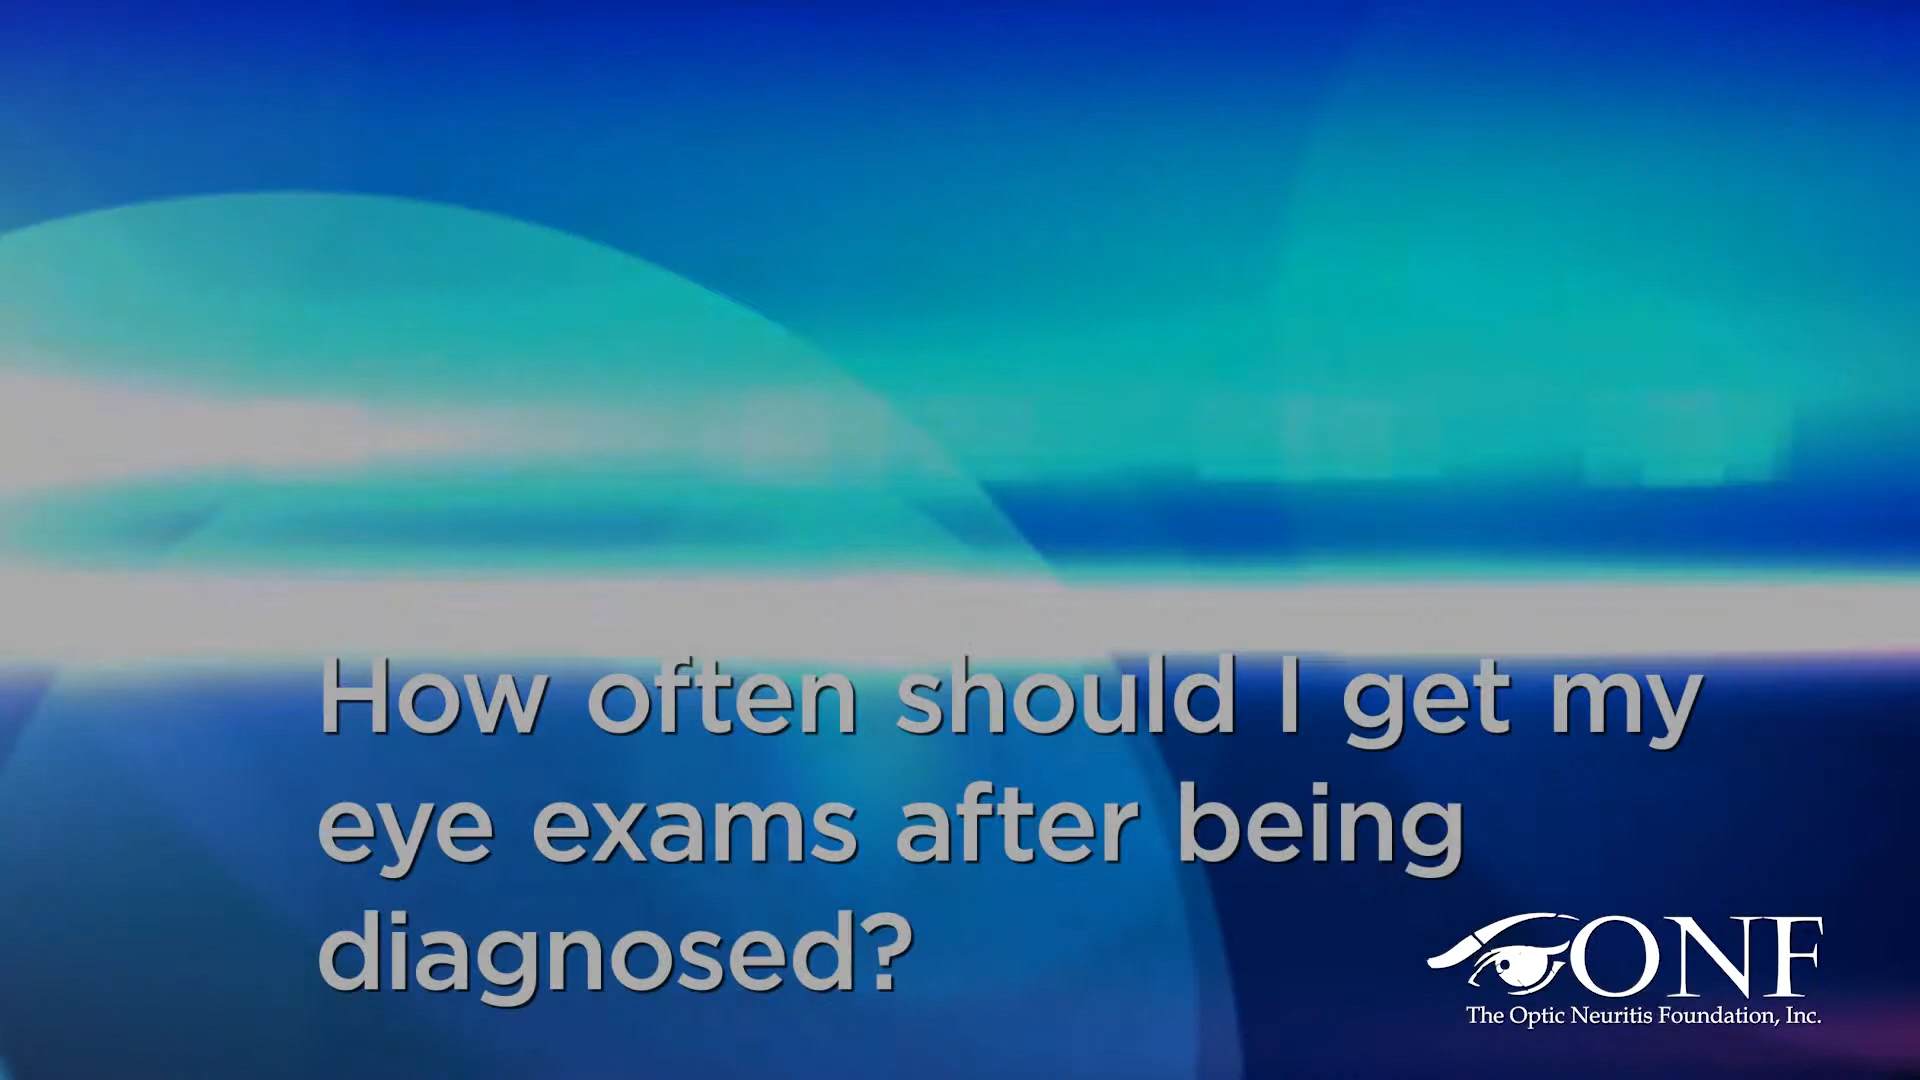 How often should I get my
eye exams after being
diagnosed?
ONF
The Optic Neuritis Foundation, Inc.